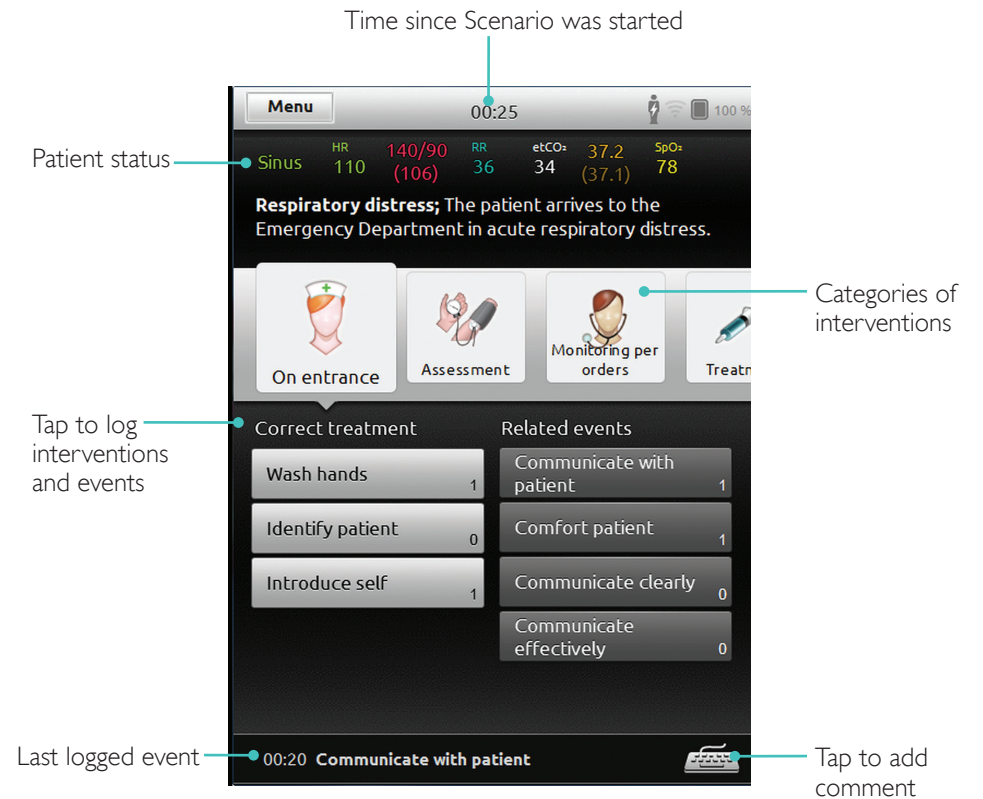 Time since Scenario was started
Menu
00:25
100 %
Patient status
Sinus
HR
110
140/90
(106)
RR
36
etCO₂
34
37.2
(37.1)
SpO₂
78
Respiratory distress; The patient arrives to the
Emergency Department in acute respiratory distress.
On entrance
Assessment
Monitoring per
orders
Treatn
Categories of
interventions
Tap to log
interventions
and events
Correct treatment
Wash hands 1
Identify patient 0
Introduce self 1
Related events
Communicate with
patient 1
Comfort patient 1
Communicate clearly 0
Communicate
effectively 0
Last logged event
00:20 Communicate with patient
Tap to add
comment